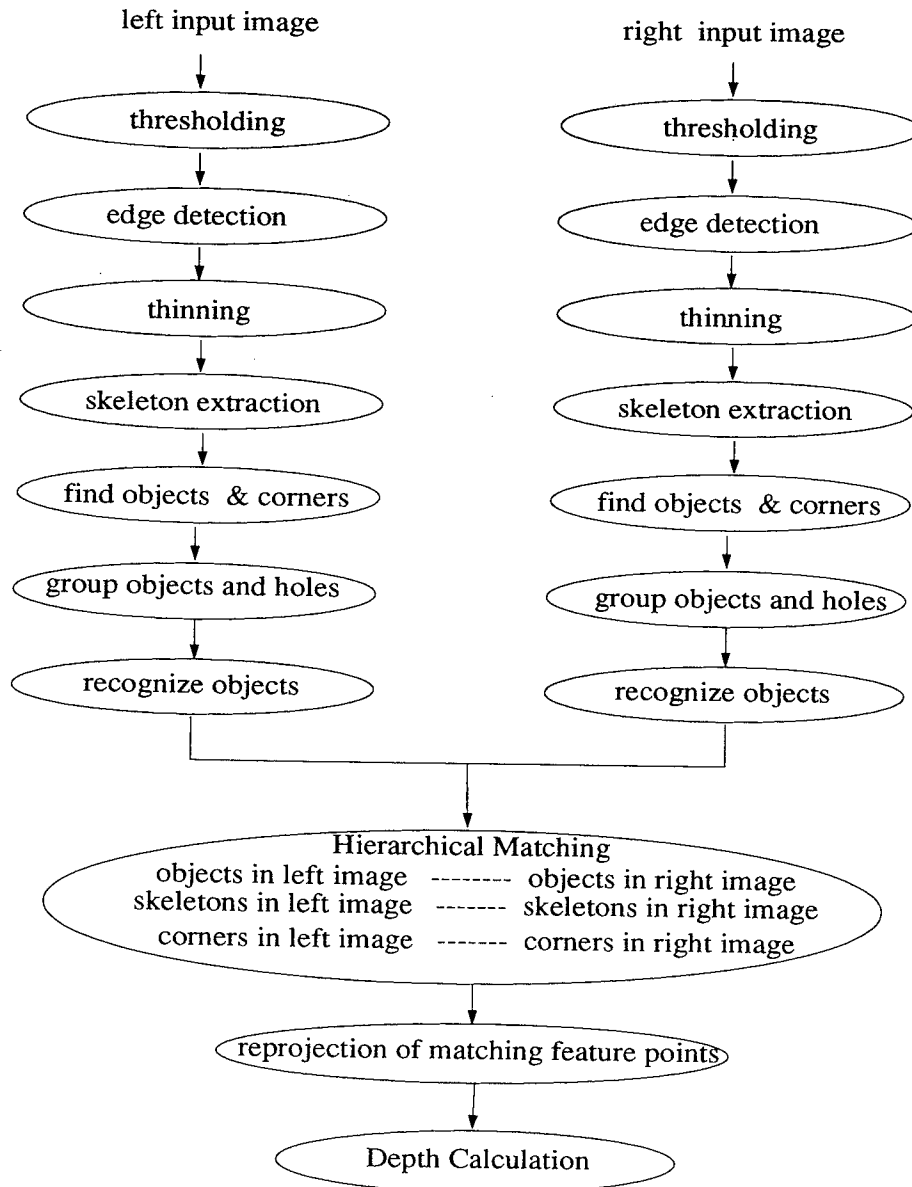 left input image
right input image
thresholding
thresholding
edge detection
edge detection
thinning
thinning
skeleton extraction
skeleton extraction
find objects & corners
find objects & corners
group objects and holes
group objects and holes
recognize objects
recognize objects
Hierarchical Matching
objects in left image ------- objects in right image
skeletons in left image ------- skeletons in right image
corners in left image ------- corners in right image
reprojection of matching feature points
Depth Calculation